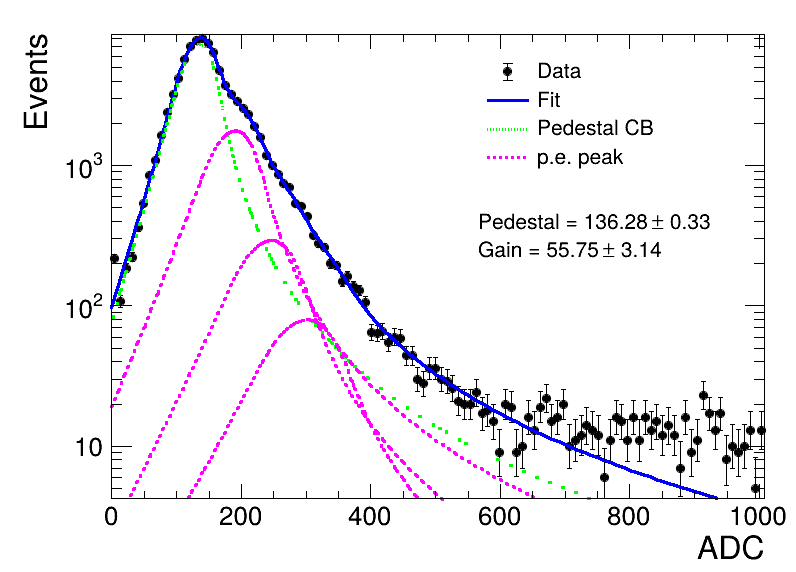 Events
10³
10²
10
Data
Fit
Pedestal CB
p.e. peak
Pedestal = 136.28 ± 0.33
Gain = 55.75 ± 3.14
0 200 400 600 800 1000
ADC